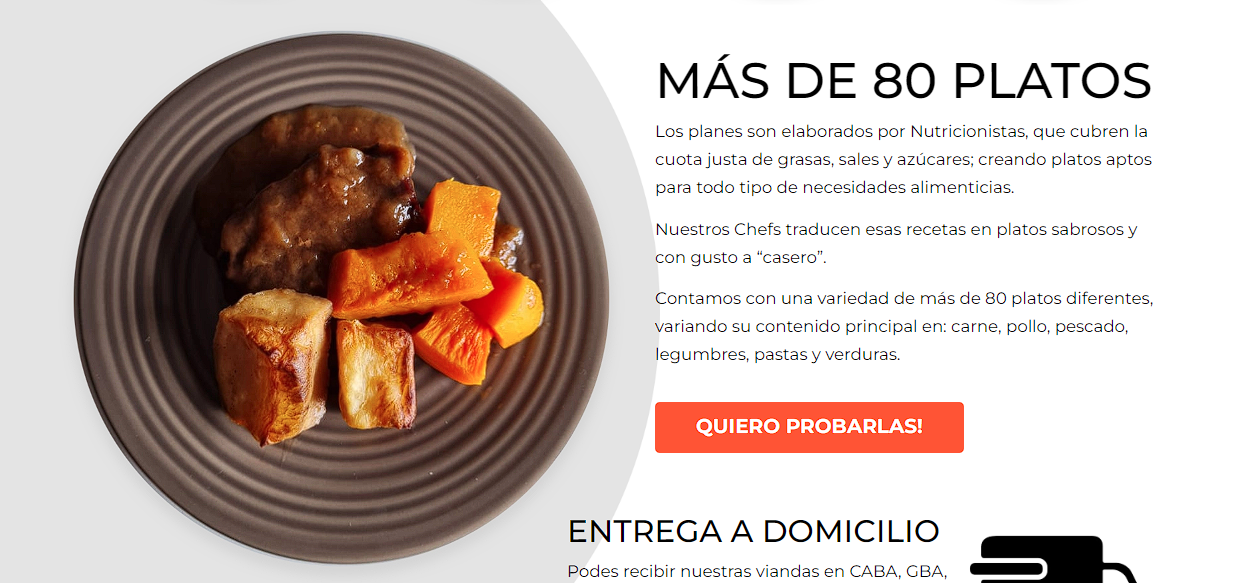 MÁS DE 80 PLATOS
Los planes son elaborados por Nutricionistas, que cubren la
cuota justa de grasas, sales y azúcares; creando platos aptos
para todo tipo de necesidades alimenticias.
Nuestros Chefs traducen esas recetas en platos sabrosos y
con gusto a “casero”.
Contamos con una variedad de más de 80 platos diferentes,
variando su contenido principal en: carne, pollo, pescado,
legumbres, pastas y verduras.
QUIERO PROBARLAS!
ENTREGA A DOMICILIO
Podes recibir nuestras viandas en CABA, GBA,